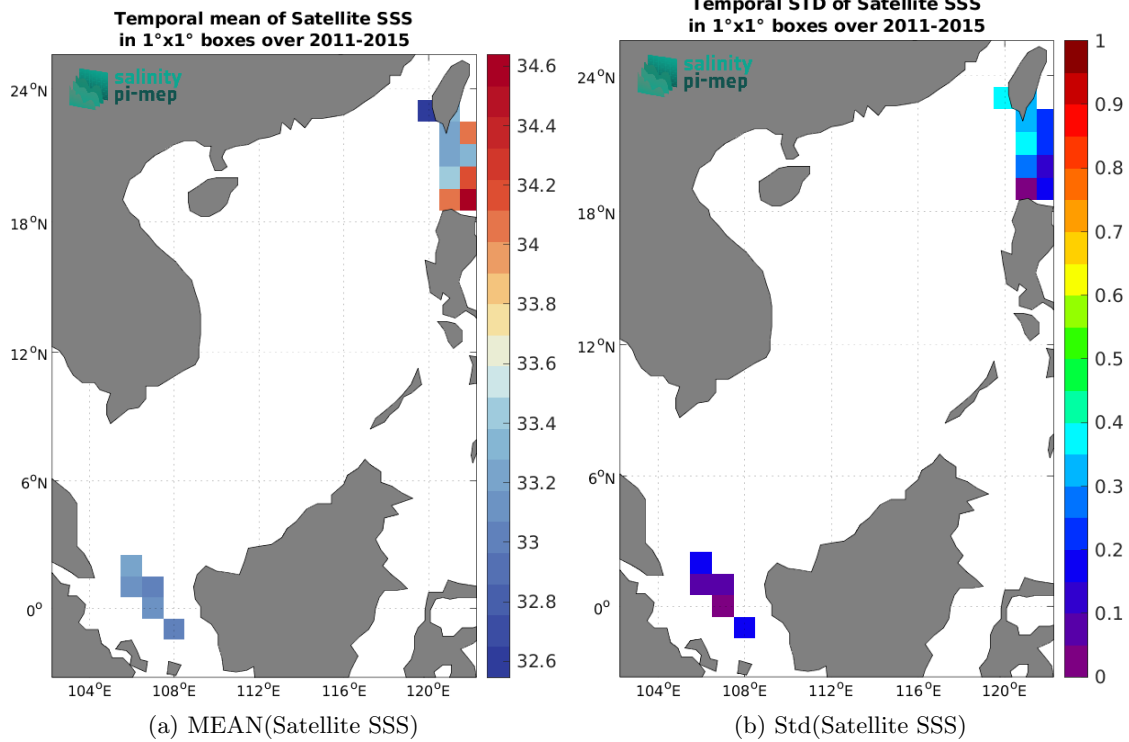 Temporal mean of Satellite SSS
in 1°x1° boxes over 2011-2015
salinity
pi-mep
24°N
18°N
12°N
6°N
0°
104°E
108°E
112°E
116°E
120°E
34.6
34.4
34.2
34
33.8
33.6
33.4
33.2
33
32.8
32.6
(a) MEAN(Satellite SSS)
Temporal STD of Satellite SSS
in 1°x1° boxes over 2011-2015
salinity
pi-mep
24°N
18°N
12°N
6°N
0°
104°E
108°E
112°E
116°E
120°E
1
0.9
0.8
0.7
0.6
0.5
0.4
0.3
0.2
0.1
0
(b) Std(Satellite SSS)